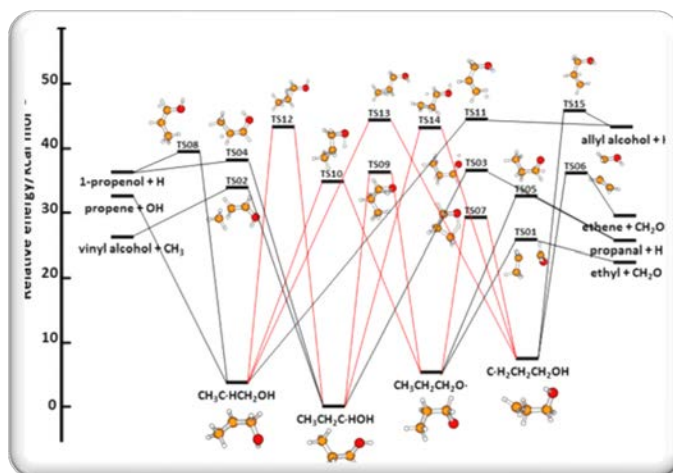 Relative energy/kcal mol⁻
50
40
30
20
10
0
TS12
TS13
TS14
TS11
TS15
TS08
TS04
TS10
TS09
TS03
TS06
TS02
TS07
TS05
TS01
1-propenol + H
propene + OH
vinyl alcohol + CH₃
allyl alcohol + H
ethene + CH₂O
propanal + H
ethyl + CH₂O
CH₃C·HCH₂OH
CH₃CH₂C·HOH
CH₃CH₂CH₂O·
C·H₂CH₂CH₂OH